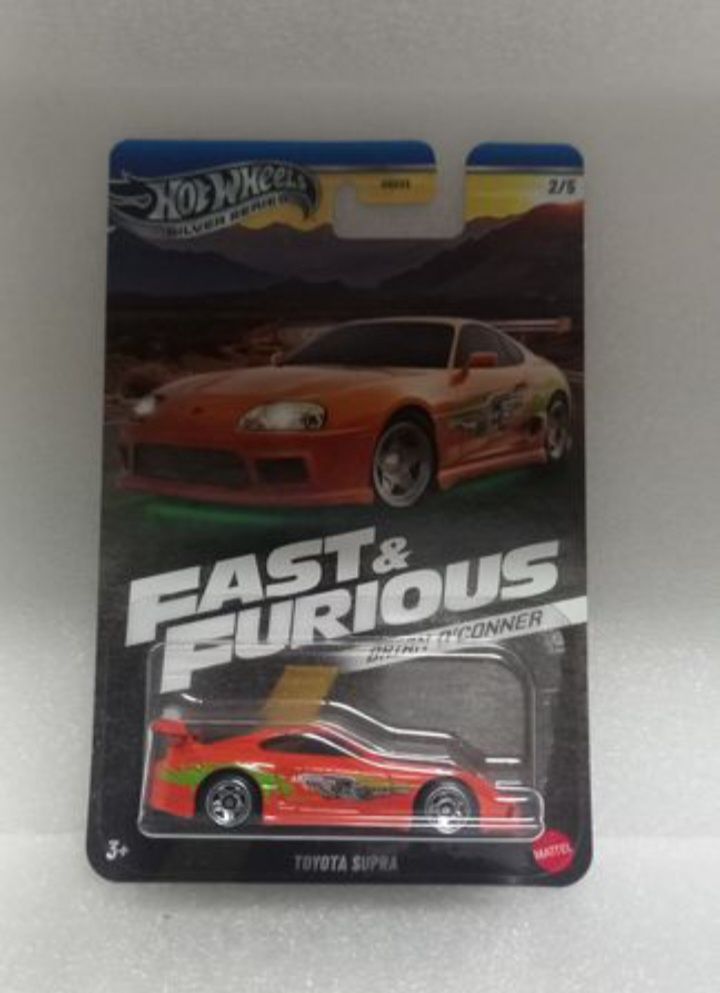 HOT WHEELS
SILVER SERIES
2/5
FAST &
FURIOUS
BRIAN O'CONNER
3+
TOYOTA SUPRA
MATTEL